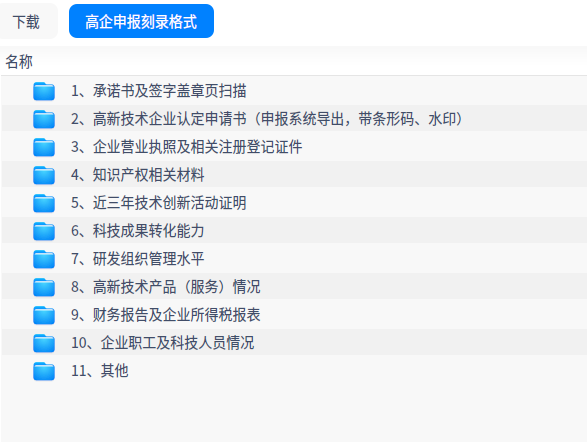 下载
高企申报刻录格式
名称
1、承诺书及签字盖章页扫描
2、高新技术企业认定申请书（申报系统导出，带条形码、水印）
3、企业营业执照及相关注册登记证件
4、知识产权相关材料
5、近三年技术创新活动证明
6、科技成果转化能力
7、研发组织管理水平
8、高新技术产品（服务）情况
9、财务报告及企业所得税报表
10、企业职工及科技人员情况
11、其他